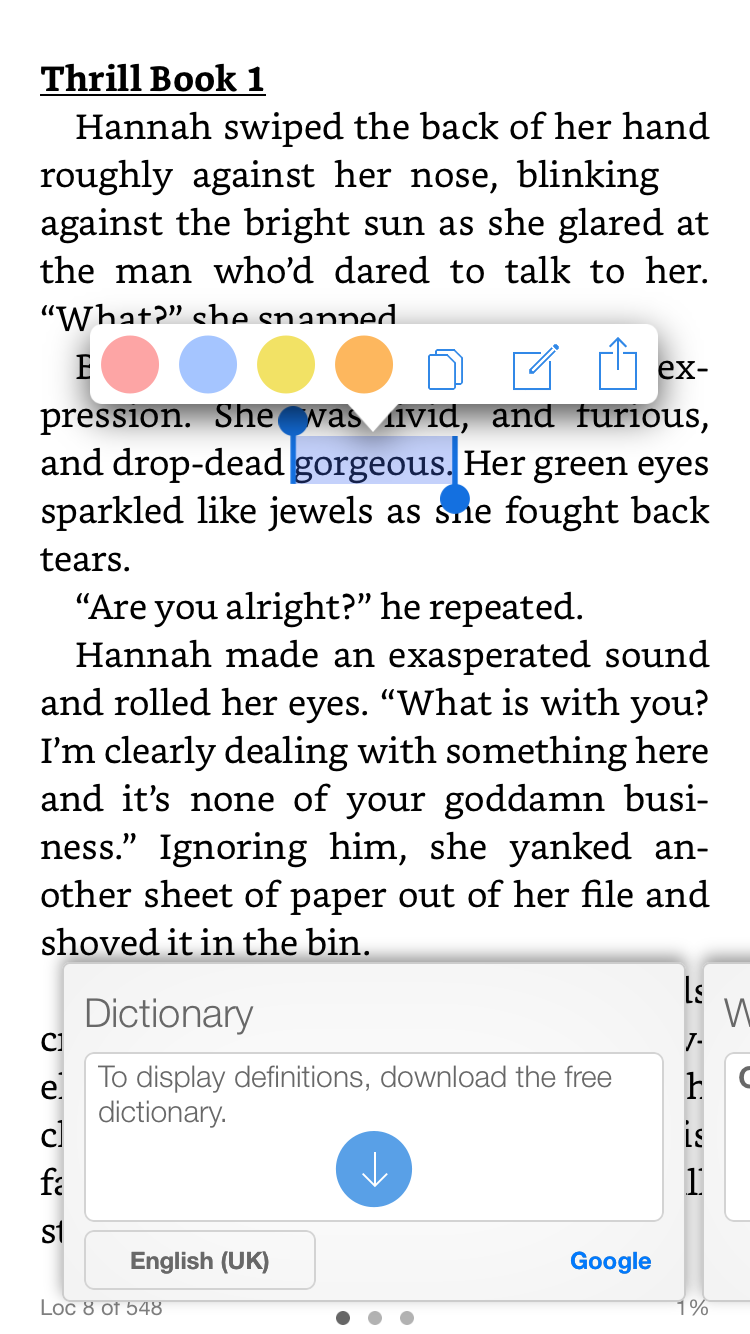 Thrill Book 1
Hannah swiped the back of her hand
roughly against her nose, blinking
against the bright sun as she glared at
the man who’d dared to talk to her.
“What?” she snapped.
ex-
pression. She was livid, and furious,
and drop-dead gorgeous. Her green eyes
sparkled like jewels as she fought back
tears.
“Are you alright?” he repeated.
Hannah made an exasperated sound
and rolled her eyes. “What is with you?
I’m clearly dealing with something here
and it’s none of your goddamn busi-
ness.” Ignoring him, she yanked an-
other sheet of paper out of her file and
shoved it in the bin.
Dictionary
To display definitions, download the free
dictionary.
English (UK)
Google
Loc 8 of 548
1%